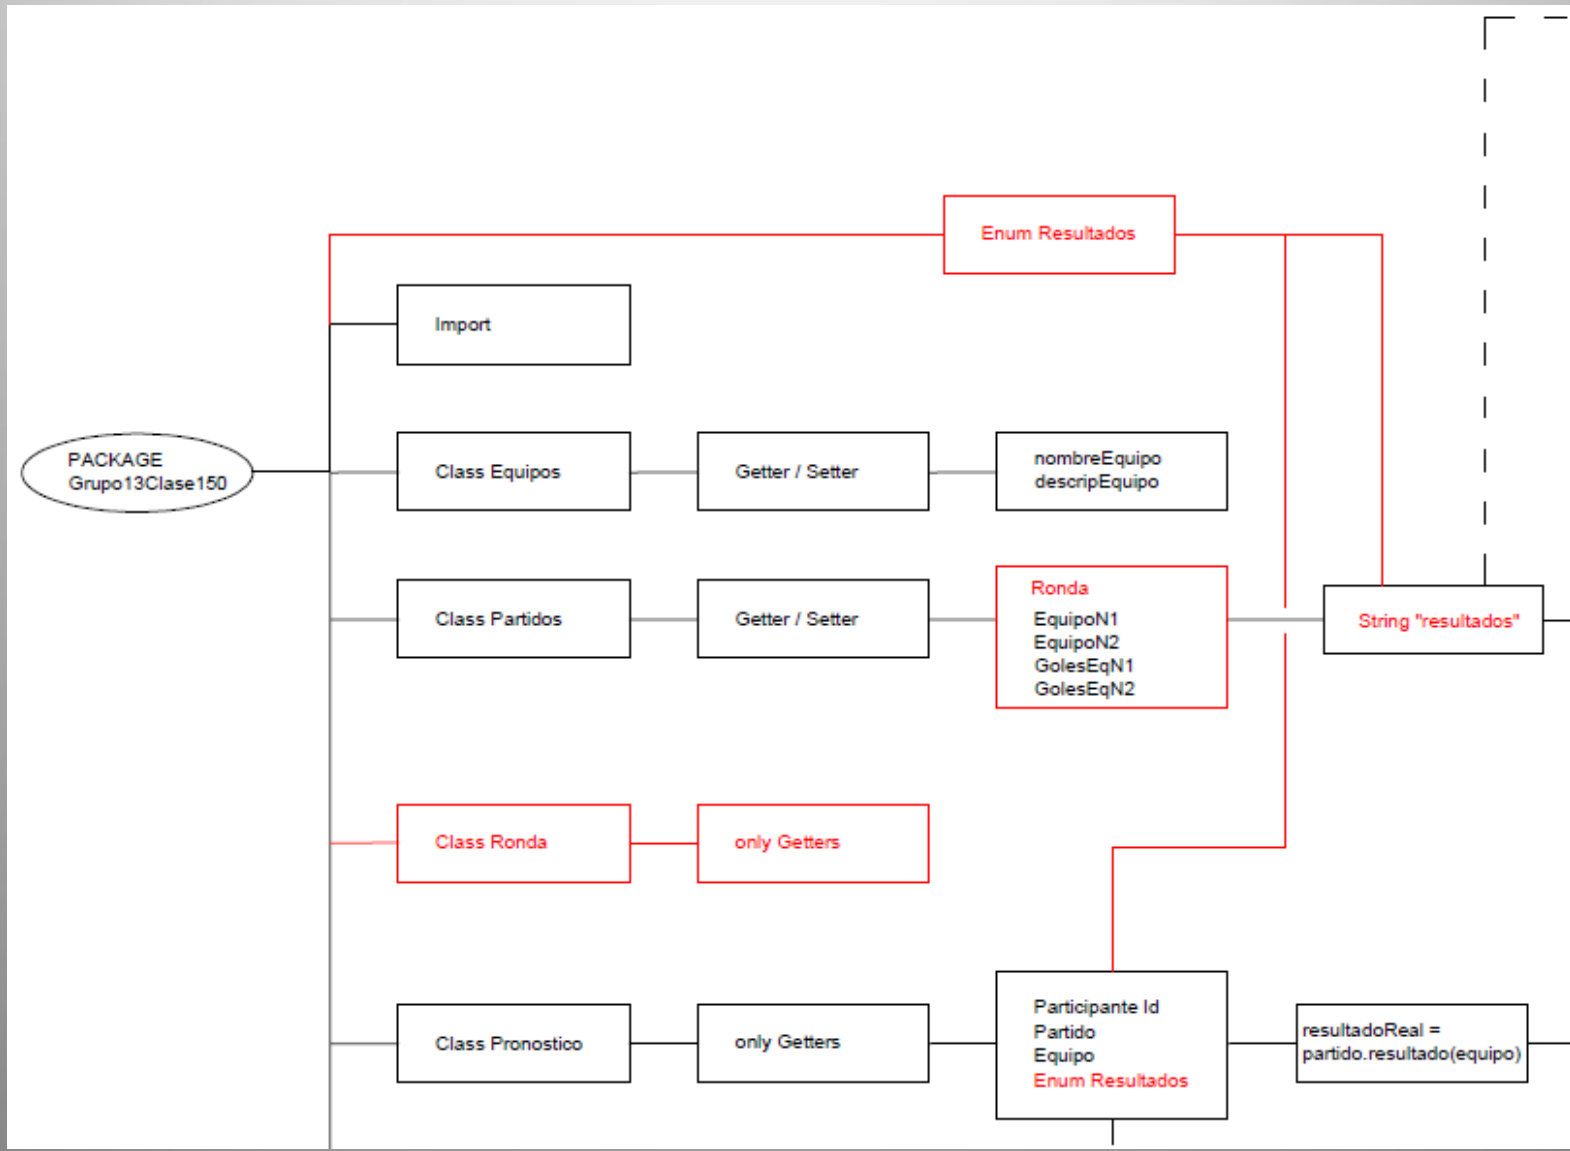 Enum Resultados
Import
PACKAGE
Grupo13Clase150
Class Equipos
Getter / Setter
nombreEquipo
descripEquipo
Class Partidos
Getter / Setter
Ronda
EquipoN1
EquipoN2
GolesEqN1
GolesEqN2
String "resultados"
Class Ronda
only Getters
Class Pronostico
only Getters
Participante Id
Partido
Equipo
Enum Resultados
resultadoReal =
partido.resultado(equipo)